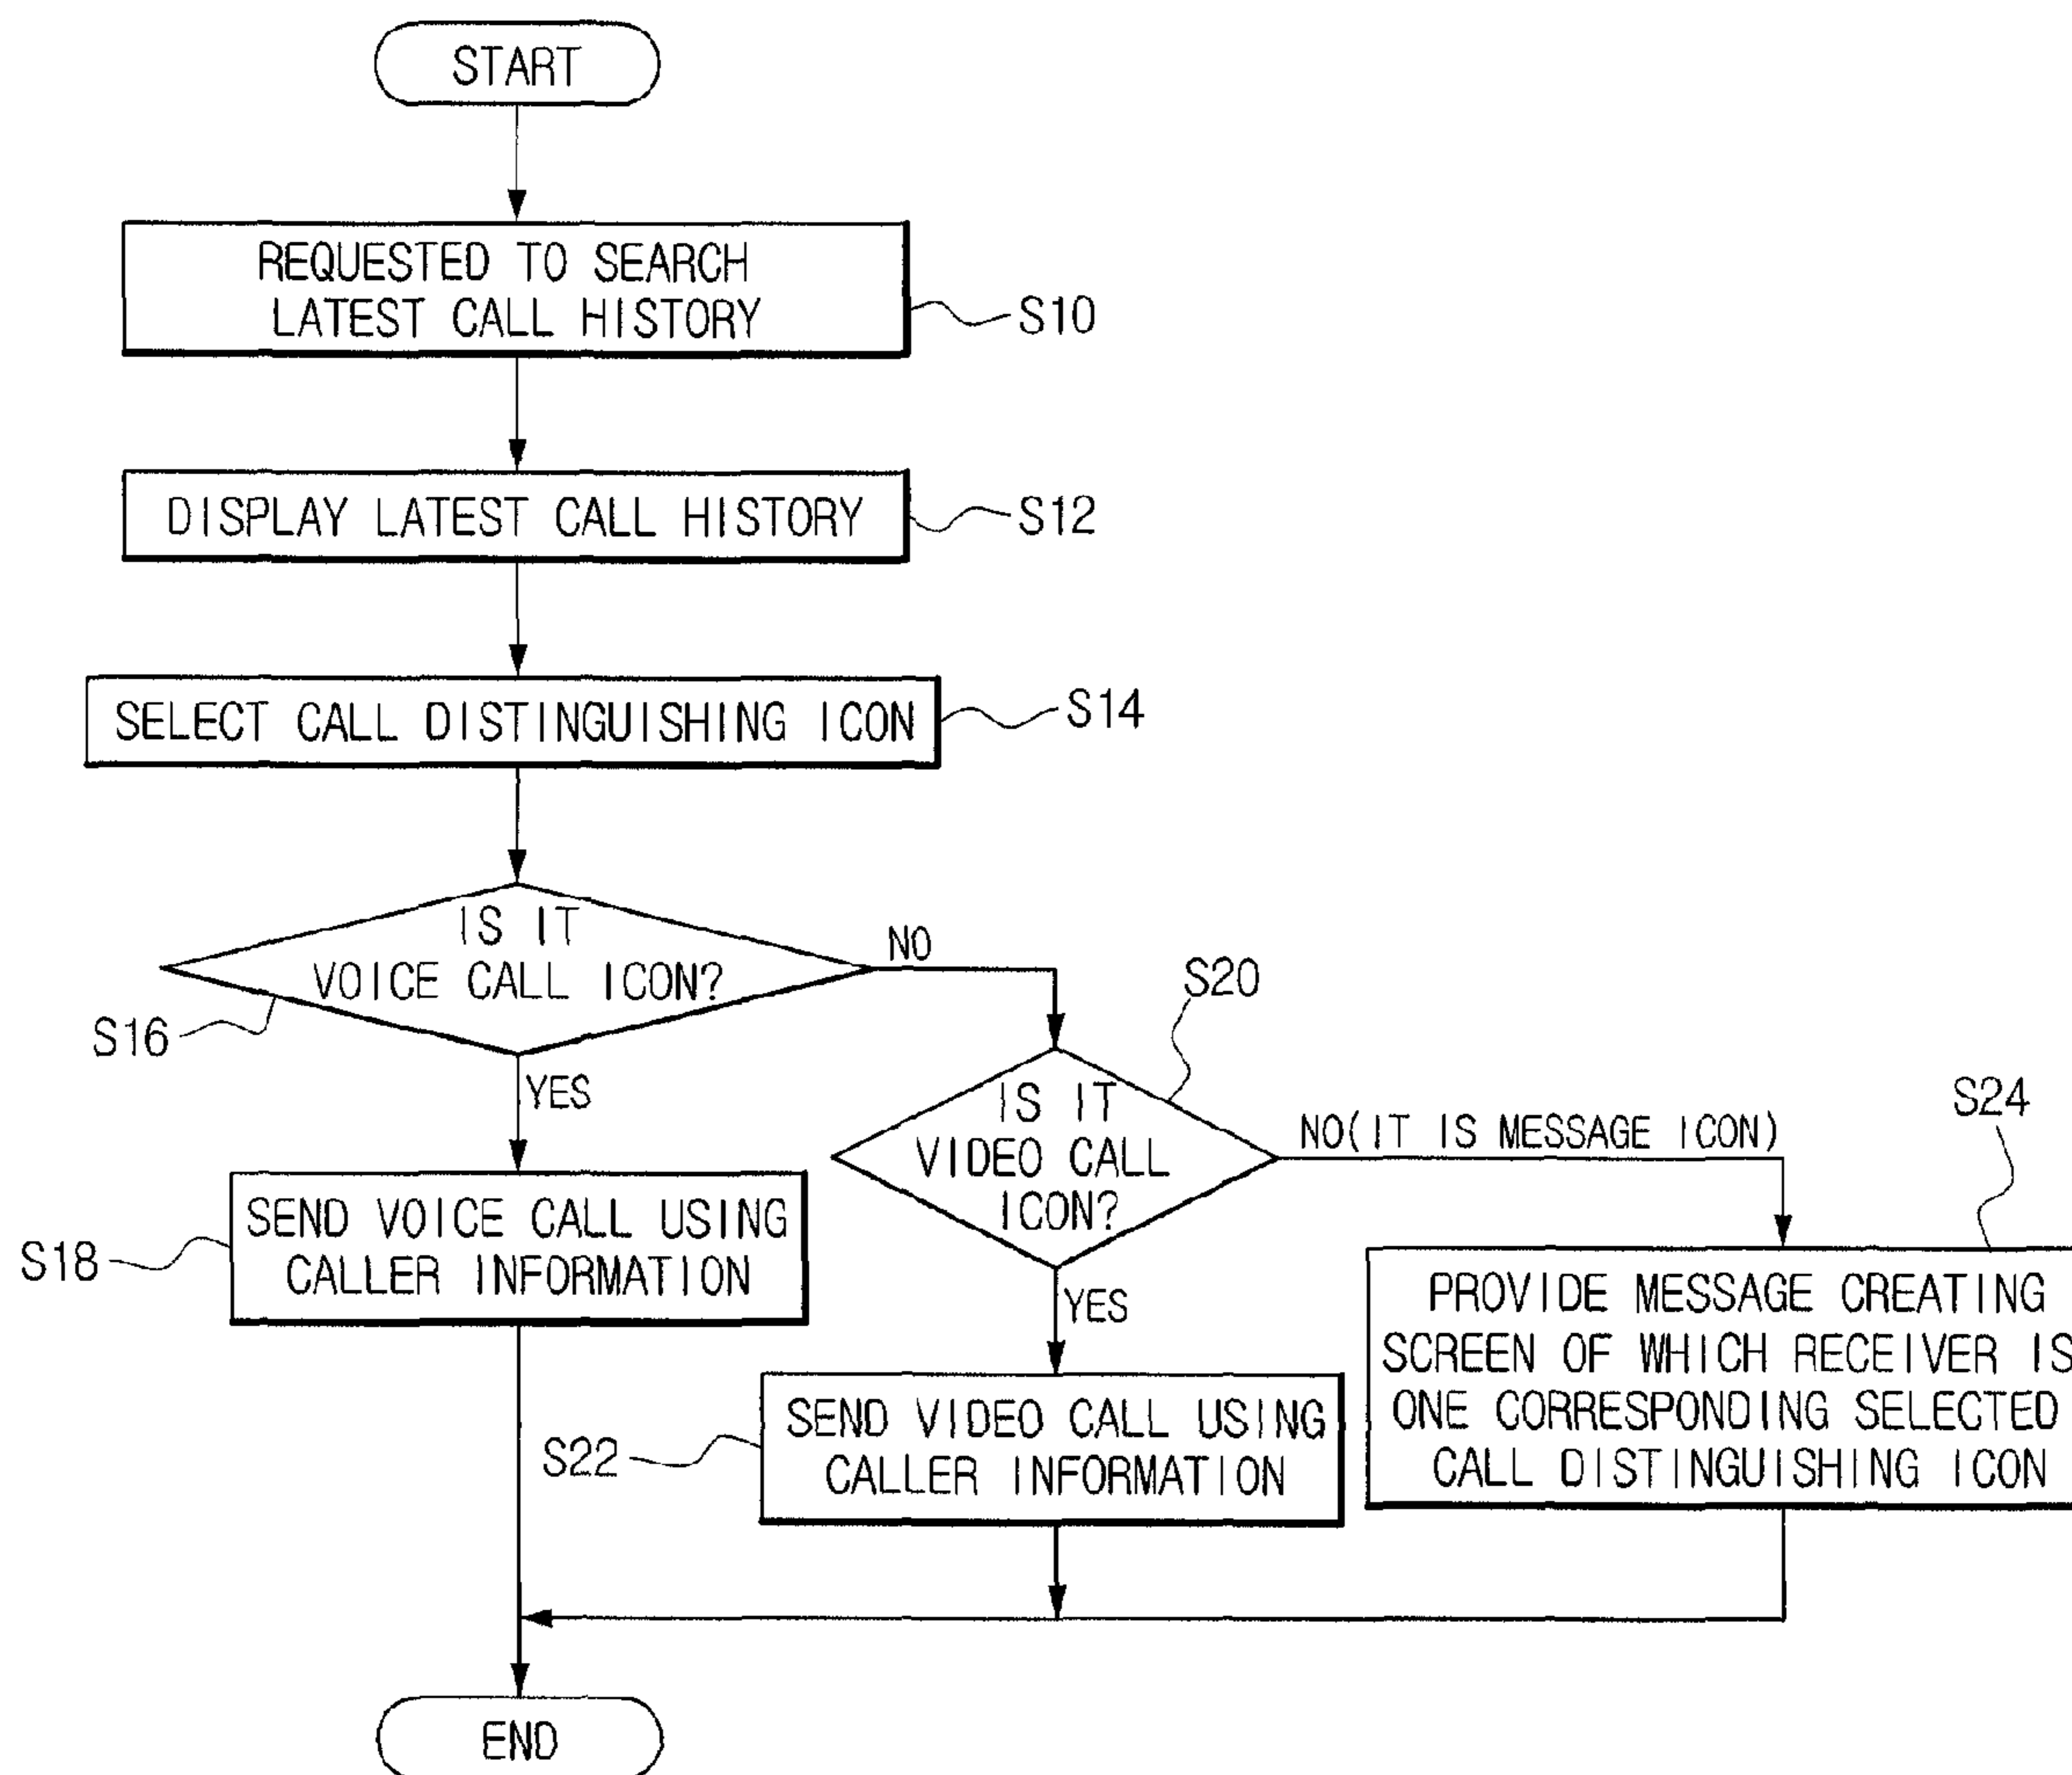 START
REQUESTED TO SEARCH
LATEST CALL HISTORY
S10
DISPLAY LATEST CALL HISTORY
S12
SELECT CALL DISTINGUISHING ICON
S14
IS IT
VOICE CALL ICON?
S16
NO
YES
S20
IS IT
VIDEO CALL
ICON?
NO(IT IS MESSAGE ICON)
S24
SEND VOICE CALL USING
CALLER INFORMATION
S18
YES
SEND VIDEO CALL USING
CALLER INFORMATION
S22
PROVIDE MESSAGE CREATING
SCREEN OF WHICH RECEIVER IS
ONE CORRESPONDING SELECTED
CALL DISTINGUISHING ICON
END